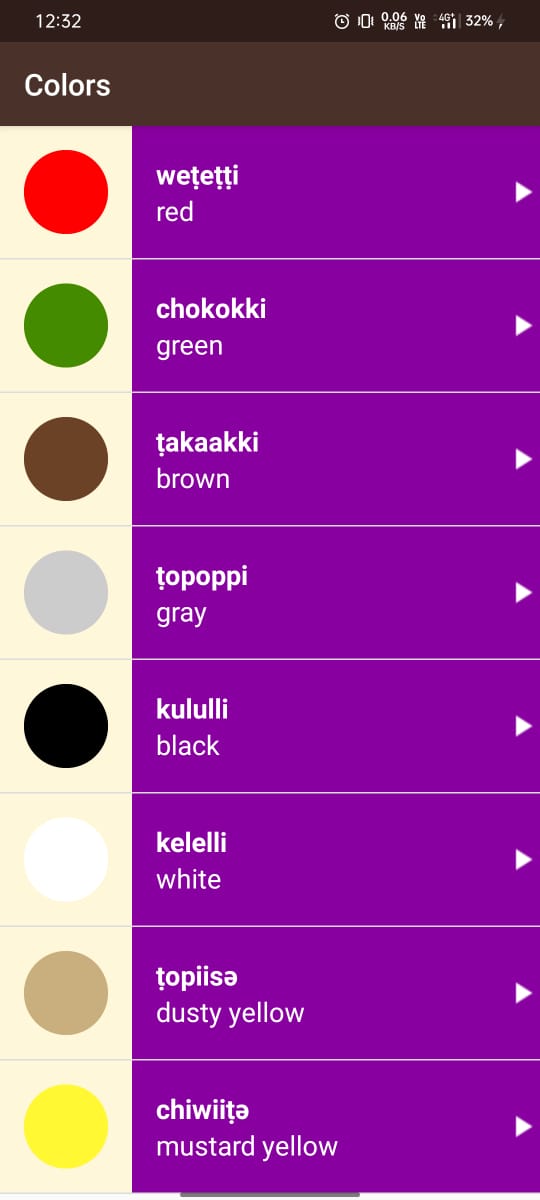 12:32
0.06 KB/S Vo LTE 4G+ 32%
Colors
weṭeṭṭi
red
chokokki
green
ṭakaakki
brown
ṭopoppi
gray
kululli
black
kelelli
white
ṭopiisə
dusty yellow
chiwiiṭə
mustard yellow